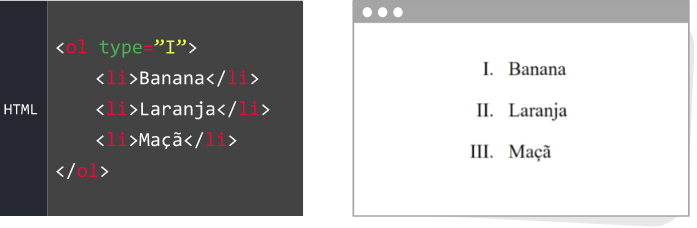 HTML
<ol type=”I”>
<li>Banana</li>
<li>Laranja</li>
<li>Maçã</li>
</ol>
I. Banana
II. Laranja
III. Maçã